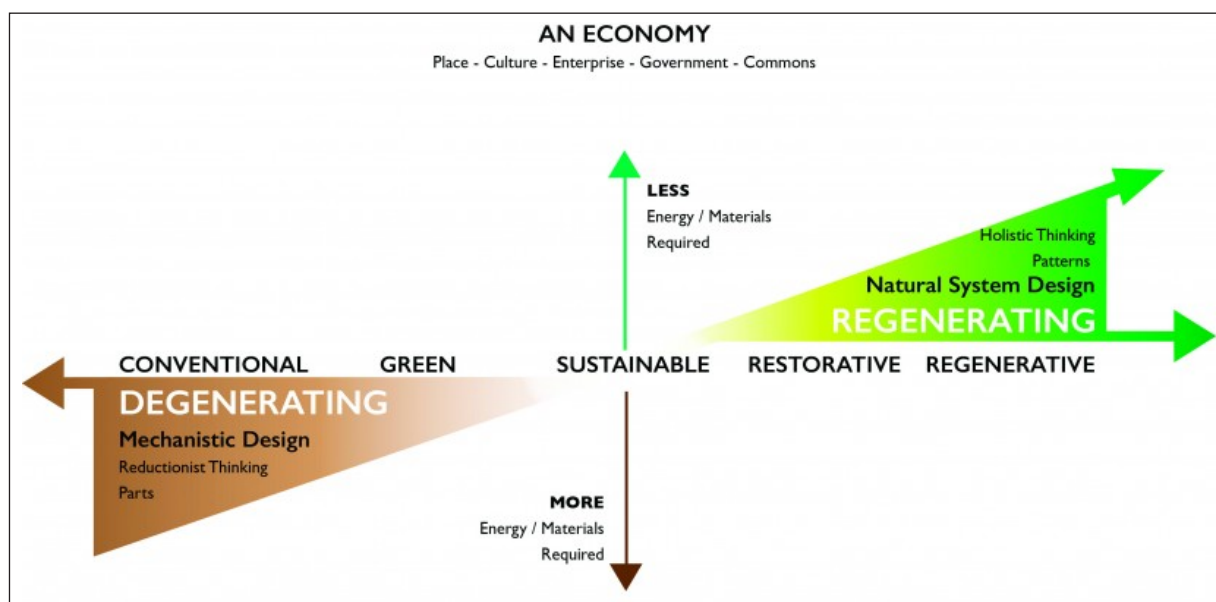 AN ECONOMY
Place - Culture - Enterprise - Government - Commons
LESS
Energy / Materials
Required
Holistic Thinking
Patterns
Natural System Design
REGENERATING
CONVENTIONAL GREEN SUSTAINABLE RESTORATIVE REGENERATIVE
DEGENERATING
Mechanistic Design
Reductionist Thinking
Parts
MORE
Energy / Materials
Required